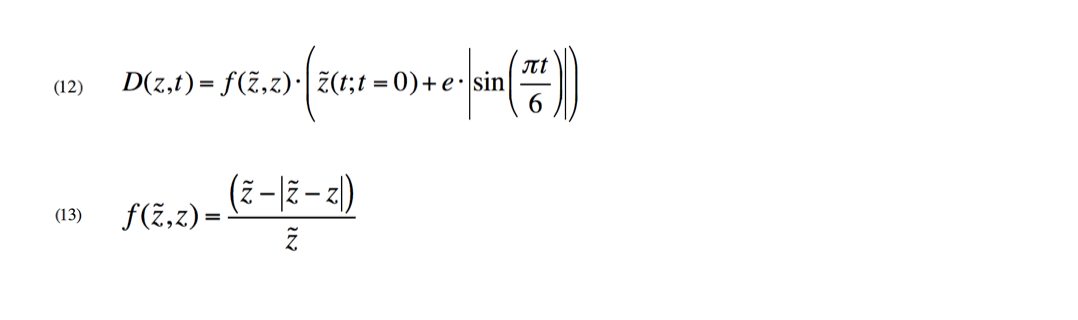 (12) D(z,t) = f(z̃,z)·(z̃(t;t = 0) + e·|sin(πt/6)|)
(13) f(z̃,z) = (z̃ − |z̃ − z|)/z̃